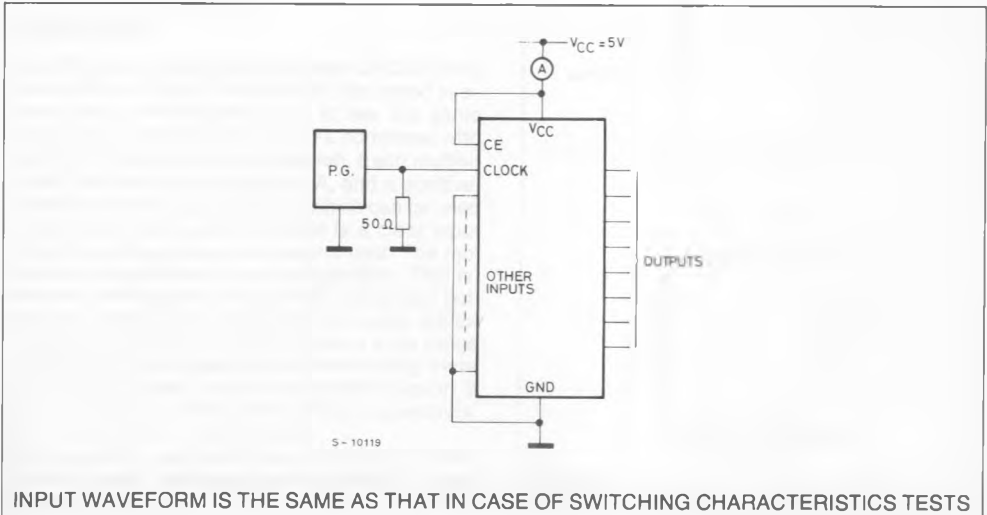 VCC = 5V
A
VCC
CE
P.G.
CLOCK
50Ω
OUTPUTS
OTHER
INPUTS
GND
S-10119
INPUT WAVEFORM IS THE SAME AS THAT IN CASE OF SWITCHING CHARACTERISTICS TESTS